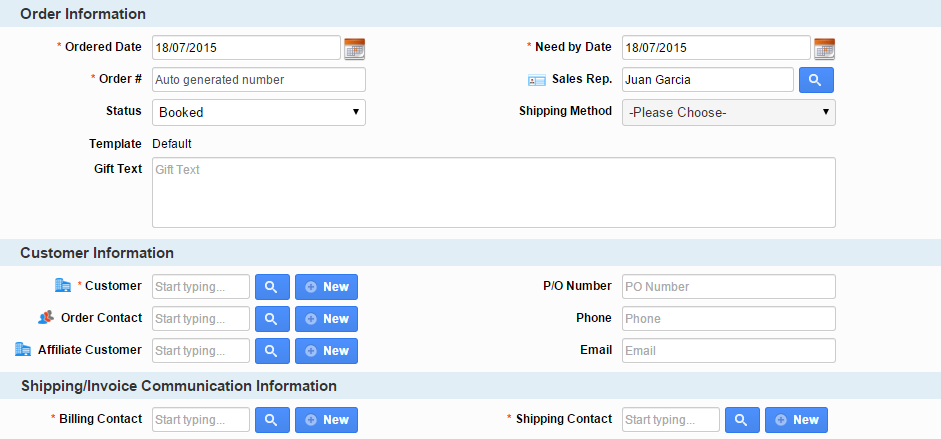 Order Information
* Ordered Date 18/07/2015 * Need by Date 18/07/2015
* Order # Auto generated number Sales Rep. Juan Garcia
Status Booked Shipping Method -Please Choose-
Template Default
Gift Text Gift Text
Customer Information
* Customer Start typing... New P/O Number PO Number
Order Contact Start typing... New Phone Phone
Affiliate Customer Start typing... New Email Email
Shipping/Invoice Communication Information
* Billing Contact Start typing... New * Shipping Contact Start typing... New